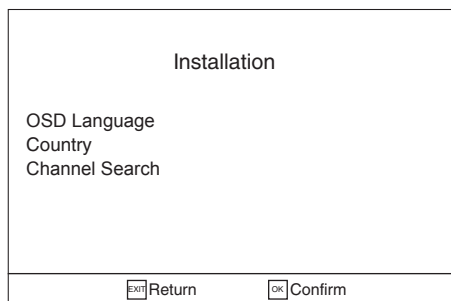 Installation
OSD Language
Country
Channel Search
EXIT Return OK Confirm